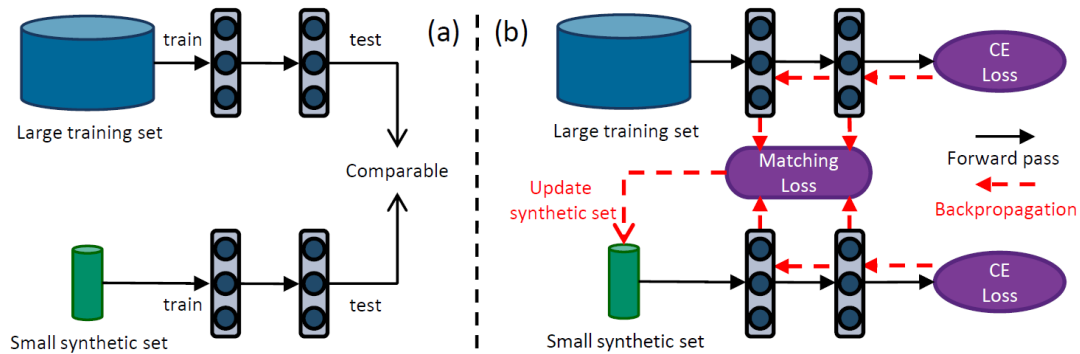 train
test
(a)
Large training set
Comparable
train
test
Small synthetic set
(b)
CE
Loss
Large training set
Matching
Loss
Forward pass
Update
synthetic set
Backpropagation
CE
Loss
Small synthetic set